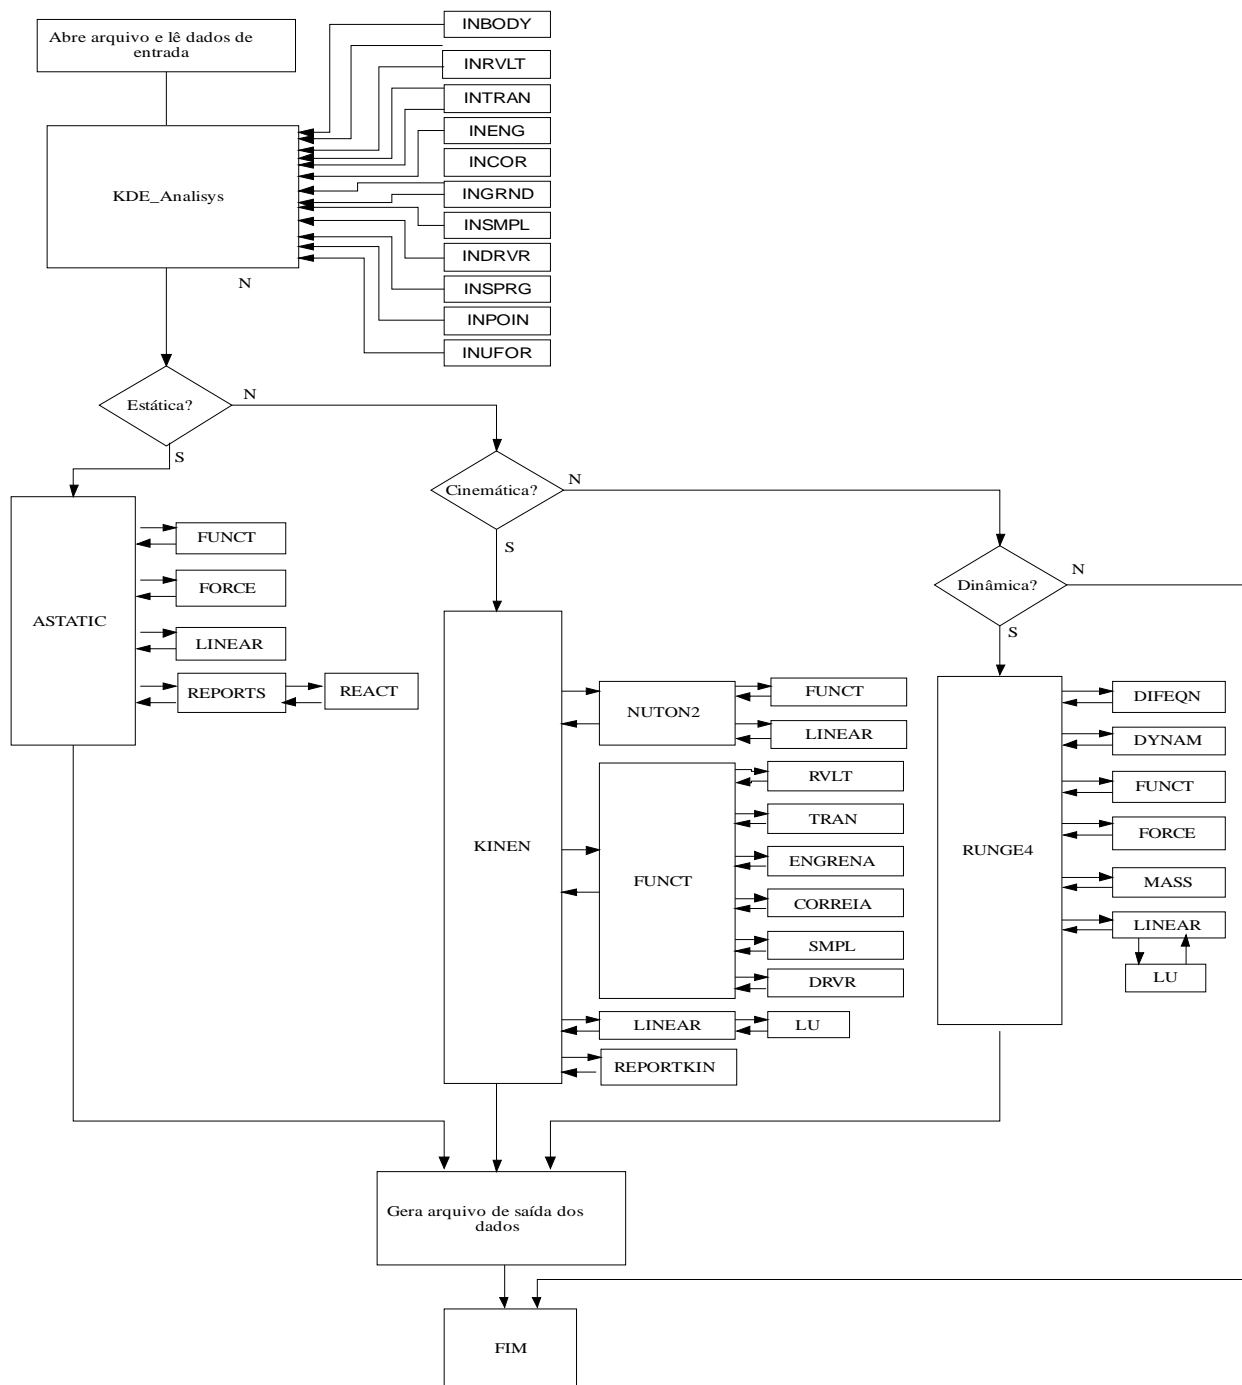 Abre arquivo e lê dados de
entrada
INBODY
INRVLT
INTRAN
INENG
INCOR
INGRND
INSMPL
INDRVR
INSPRG
INPOIN
INUFOR
KDE_Analisys
N
Estática?
N
S
Cinemática?
N
S
Dinâmica?
N
S
ASTATIC
FUNCT
FORCE
LINEAR
REPORTS
REACT
KINEN
NUTON2
FUNCT
LINEAR
FUNCT
RVLT
TRAN
ENGRENA
CORREIA
SMPL
DRVR
LINEAR
LU
REPORTKIN
RUNGE4
DIFEQN
DYNAM
FUNCT
FORCE
MASS
LINEAR
LU
Gera arquivo de saída dos
dados
FIM